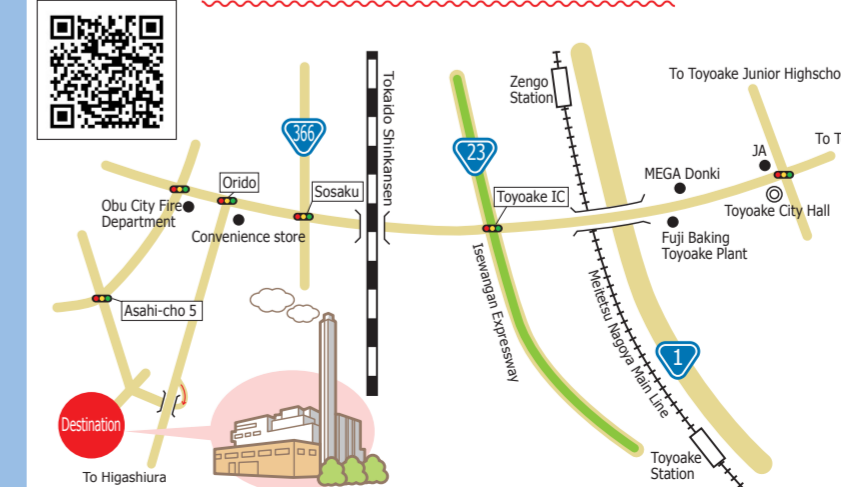 Zengo
Station
To Toyoake Junior Highscho
366
Tokaido Shinkansen
23
To T
JA
MEGA Donki
Orido
Sosaku
Toyoake IC
Obu City Fire
Department
Convenience store
Toyoake City Hall
Fuji Baking
Toyoake Plant
Isewangan Expressway
Meitetsu Nagoya Main Line
Asahi-cho 5
1
Destination
Toyoake
Station
To Higashiura